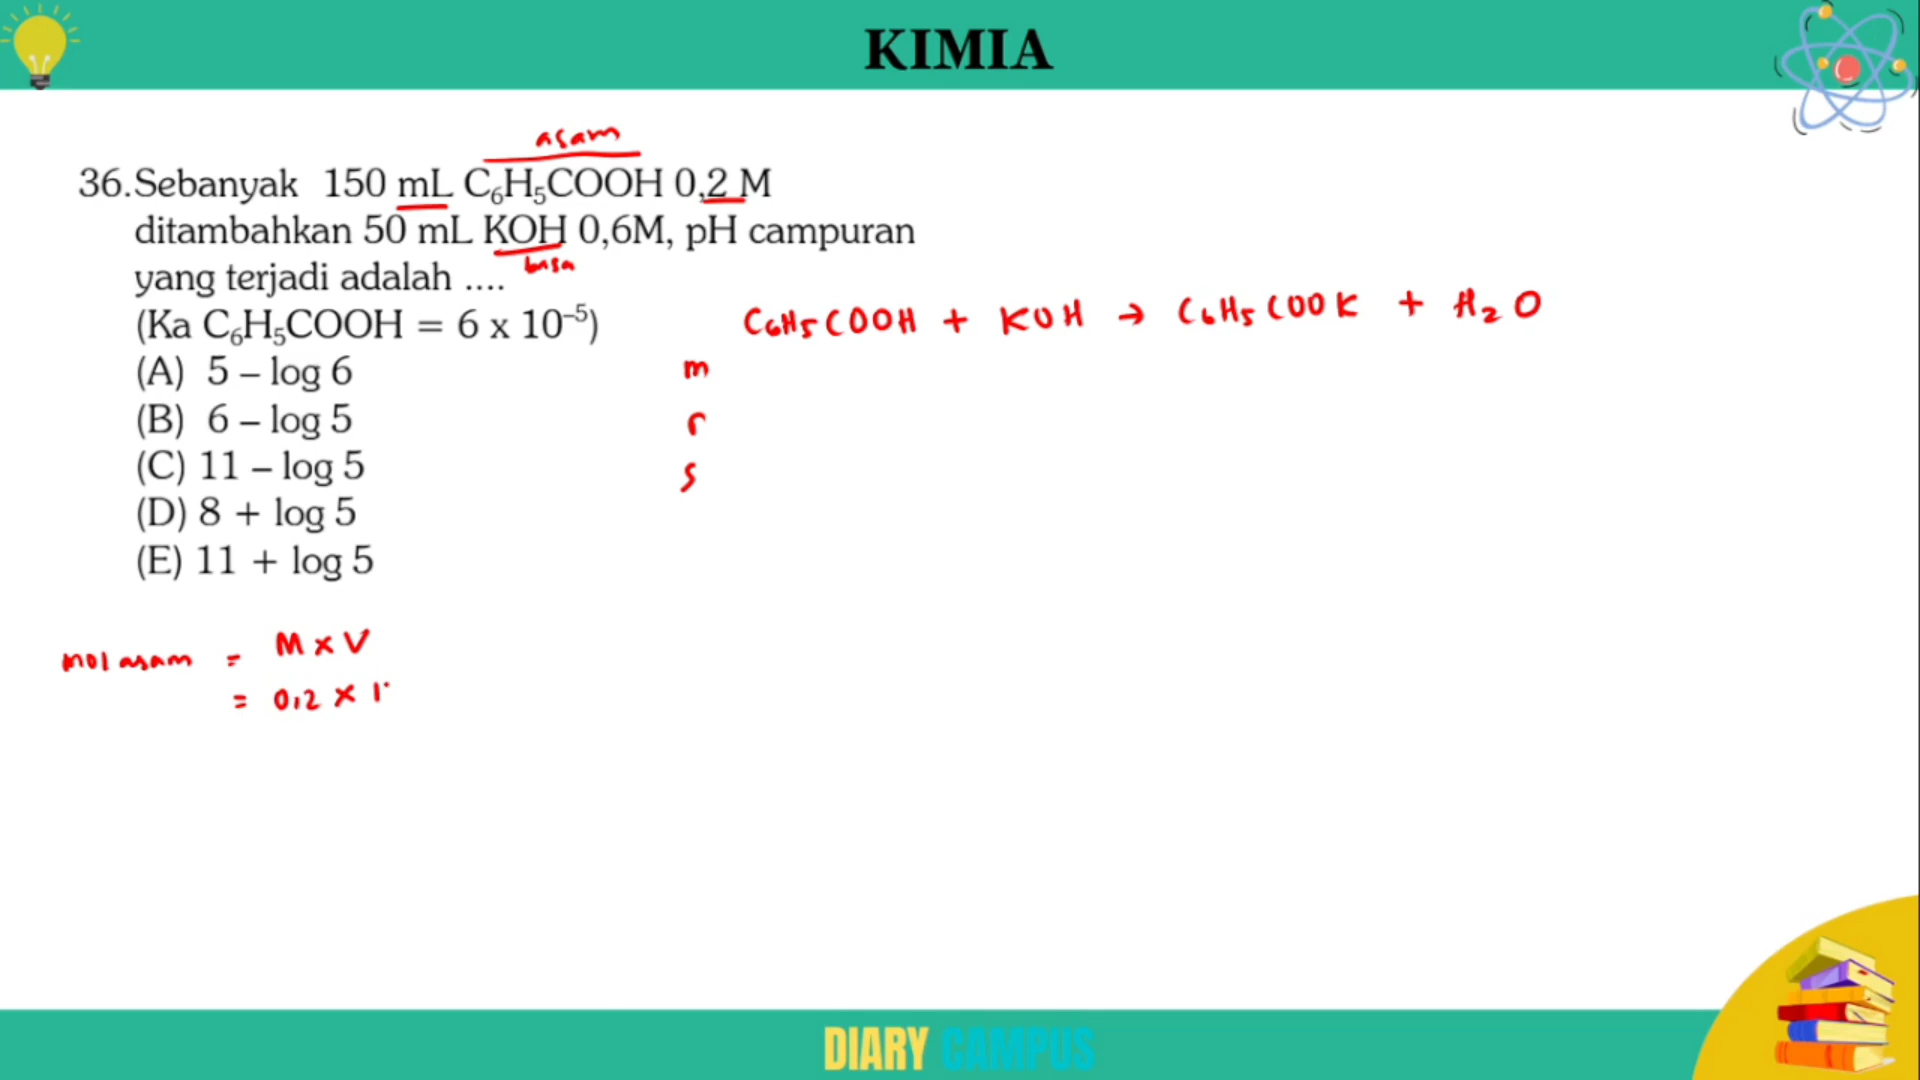 KIMIA
asam
36.Sebanyak 150 mL C₆H₅COOH 0,2 M
ditambahkan 50 mL KOH 0,6M, pH campuran
basa
yang terjadi adalah ....
(Ka C₆H₅COOH = 6 x 10⁻⁵)
(A) 5 – log 6
(B) 6 – log 5
(C) 11 – log 5
(D) 8 + log 5
(E) 11 + log 5
C6H5COOH + KOH → C6H5COOK + H2O
m
r
s
mol asam = M x V
= 0,2 x 1
DIARY CAMPUS